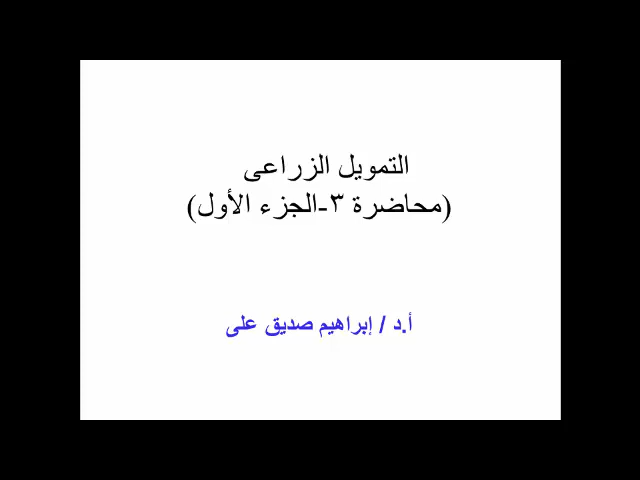 التمويل الزراعى
(محاضرة ٣-الجزء الأول)
أ.د / إبراهيم صديق على